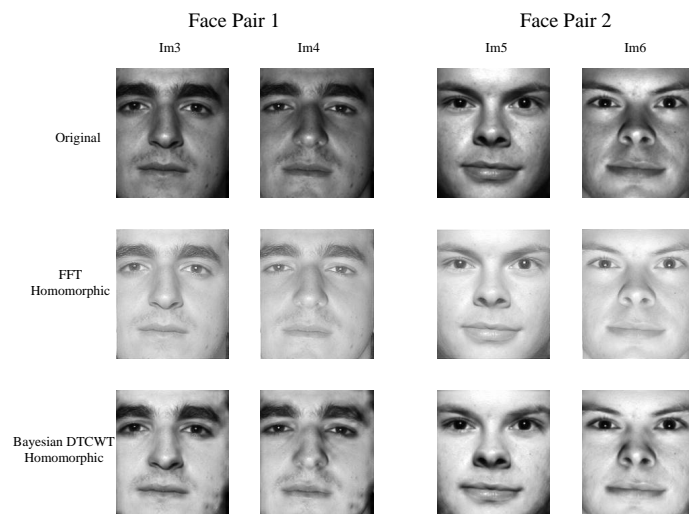 Face Pair 1
Face Pair 2
Im3
Im4
Im5
Im6
Original
FFT
Homomorphic
Bayesian DTCWT
Homomorphic